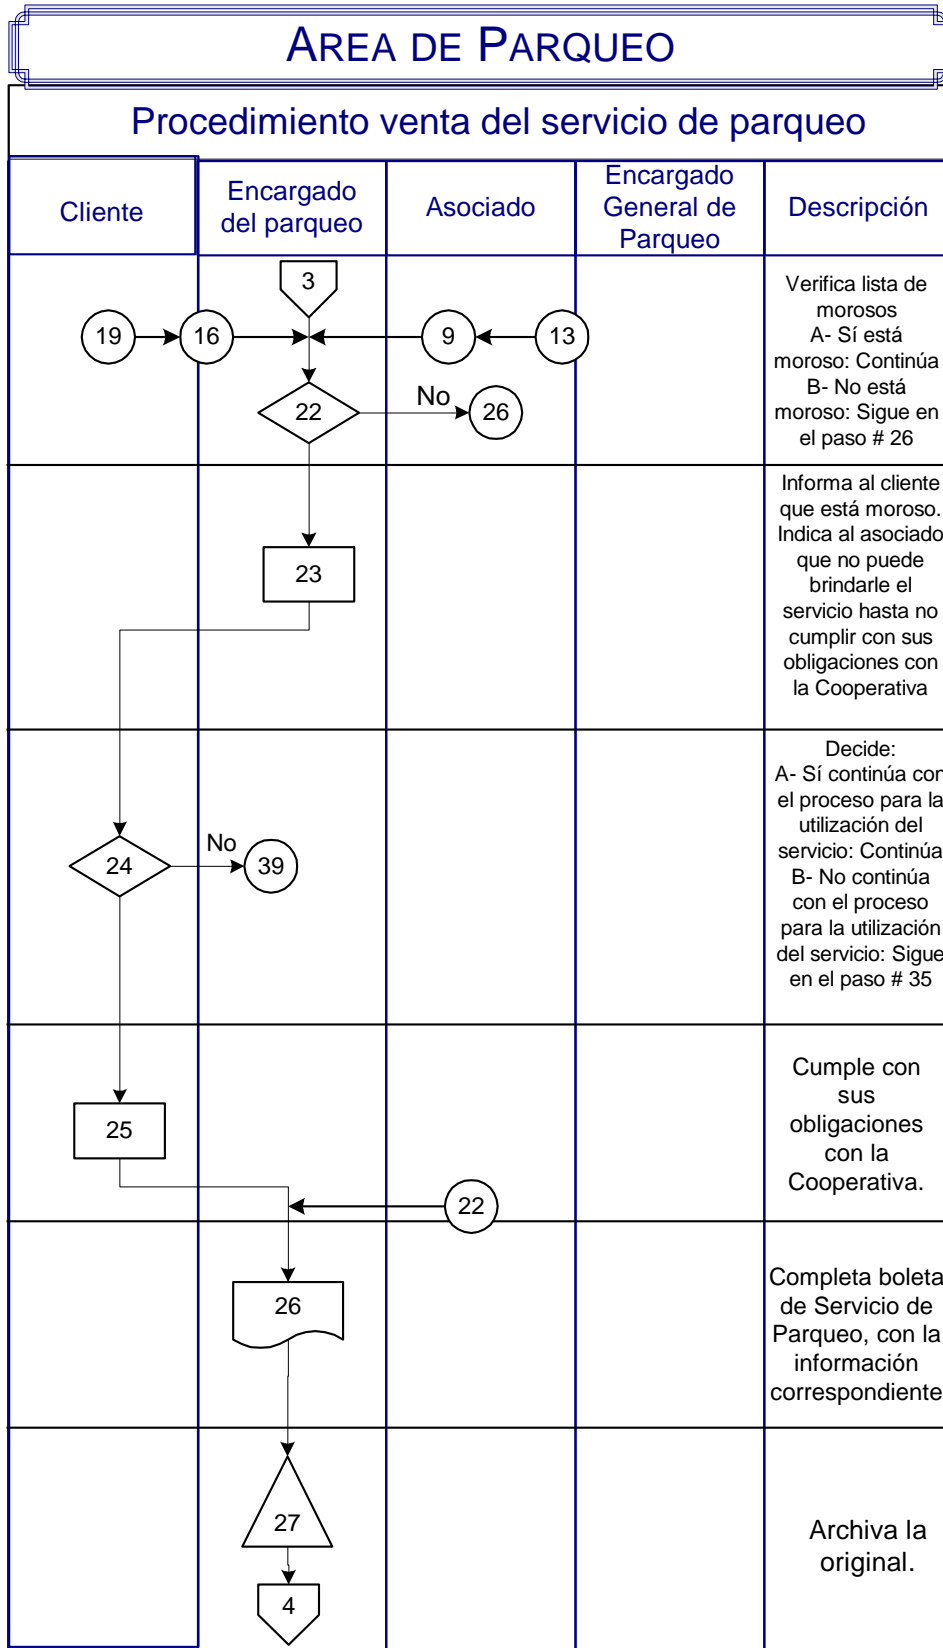 AREA DE PARQUEO
Procedimiento venta del servicio de parqueo
Cliente
Encargado
del parqueo
Asociado
Encargado
General de
Parqueo
Descripción
3
19
16
9
13
22
No
26
Verifica lista de
morosos
A- Sí está
moroso: Continúa
B- No está
moroso: Sigue en
el paso # 26
23
Informa al cliente
que está moroso.
Indica al asociado
que no puede
brindarle el
servicio hasta no
cumplir con sus
obligaciones con
la Cooperativa
24
No
39
Decide:
A- Sí continúa con
el proceso para la
utilización del
servicio: Continúa
B- No continúa
con el proceso
para la utilización
del servicio: Sigue
en el paso # 35
25
Cumple con
sus
obligaciones
con la
Cooperativa.
22
26
Completa boleta
de Servicio de
Parqueo, con la
información
correspondiente
27
Archiva la
original.
4